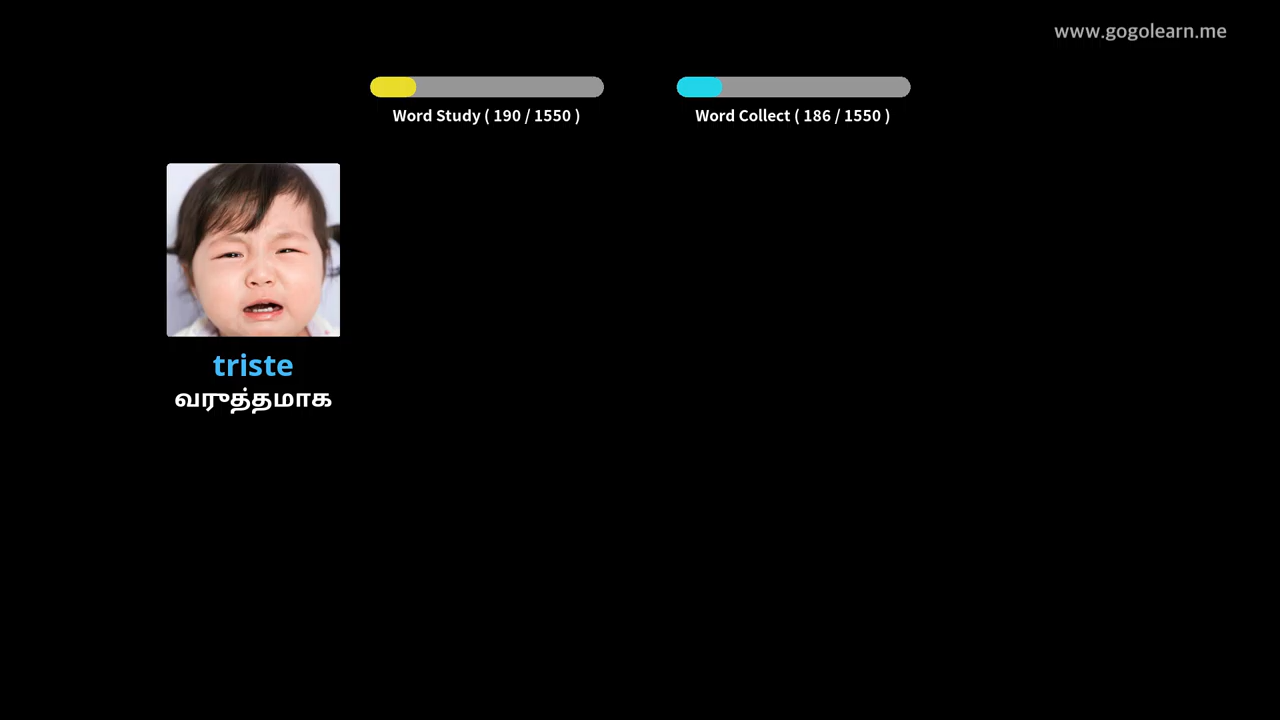 www.gogolearn.me
Word Study ( 190 / 1550 )
Word Collect ( 186 / 1550 )
triste
வருத்தமாக